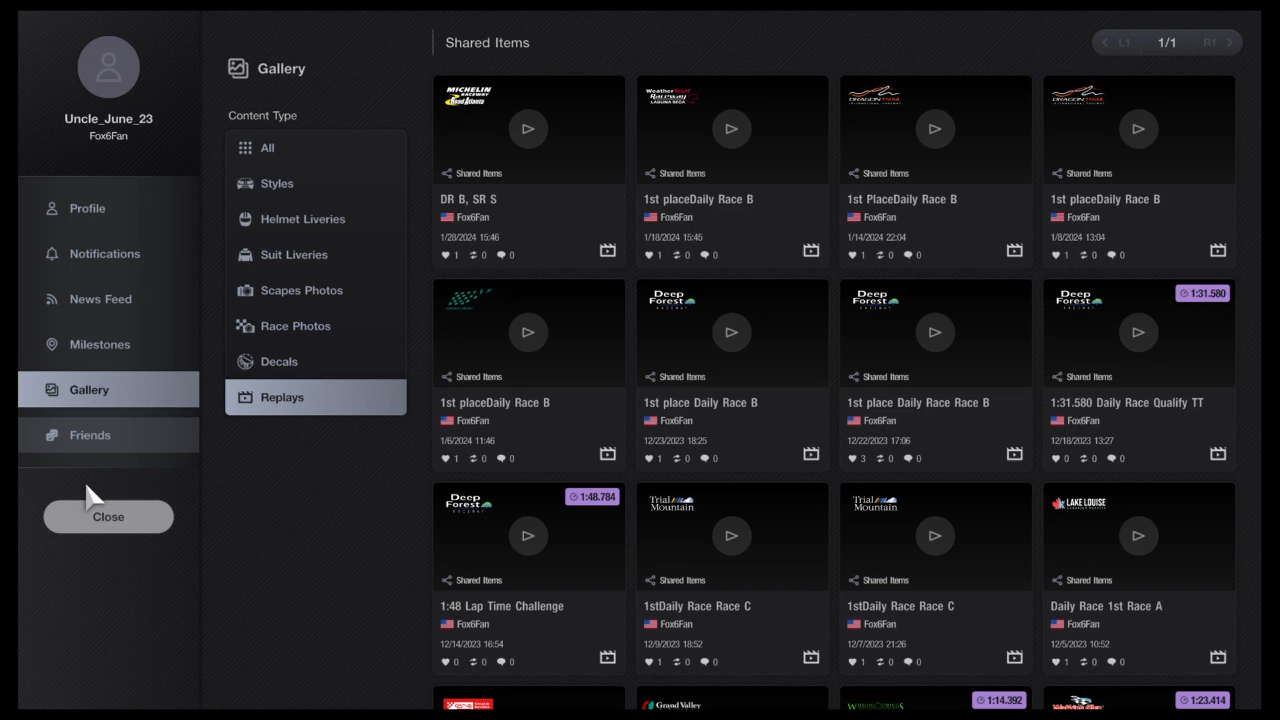 Uncle_June_23
Fox6Fan
Profile
Notifications
News Feed
Milestones
Gallery
Friends
Close
Gallery
Content Type
All
Styles
Helmet Liveries
Suit Liveries
Scapes Photos
Race Photos
Decals
Replays
Shared Items
L1 1/1 R1
MICHELIN
RACEWAY
Road Atlanta
Shared Items
DR B, SR S
Fox6Fan
1/28/2024 15:46
1 0 0
WeatherTech
Raceway
LAGUNA SECA
Shared Items
1st placeDaily Race B
Fox6Fan
1/18/2024 15:45
1 0 0
DRAGON TRAIL
Shared Items
1st PlaceDaily Race B
Fox6Fan
1/14/2024 22:04
1 0 0
DRAGON TRAIL
Shared Items
1st placeDaily Race B
Fox6Fan
1/8/2024 13:04
1 0 0
Shared Items
1st placeDaily Race B
Fox6Fan
1/6/2024 11:46
1 0 0
Deep
Forest
RACEWAY
Shared Items
1st place Daily Race B
Fox6Fan
12/23/2023 18:25
1 0 0
Deep
Forest
RACEWAY
Shared Items
1st place Daily Race Race B
Fox6Fan
12/22/2023 17:06
3 0 0
Deep
Forest
RACEWAY
1:31.580
Shared Items
1:31.580 Daily Race Qualify TT
Fox6Fan
12/18/2023 13:27
0 0 0
Deep
Forest
RACEWAY
1:48.784
Shared Items
1:48 Lap Time Challenge
Fox6Fan
12/14/2023 16:54
0 0 0
Trial
Mountain
Shared Items
1stDaily Race Race C
Fox6Fan
12/9/2023 18:52
1 0 0
Trial
Mountain
Shared Items
1stDaily Race Race C
Fox6Fan
12/7/2023 21:26
1 0 0
LAKE LOUISE
Shared Items
Daily Race 1st Race A
Fox6Fan
12/5/2023 10:52
1 0 0
Grand Valley
1:14.392
1:23.414